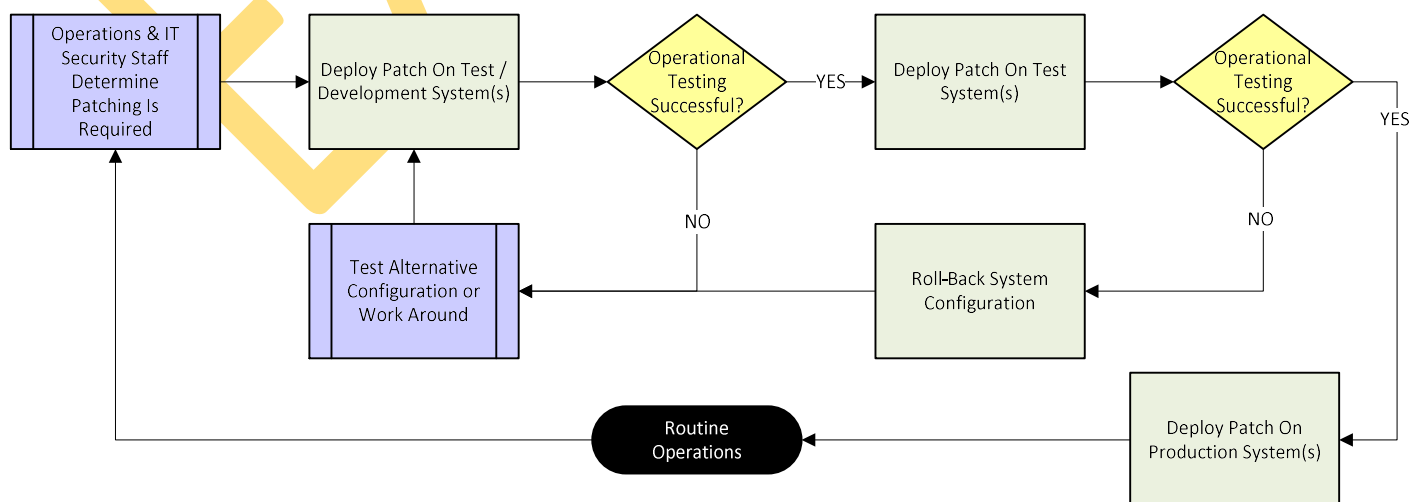 Operations & IT
Security Staff
Determine
Patching Is
Required
Deploy Patch On Test /
Development System(s)
Operational
Testing
Successful?
YES
Deploy Patch On Test
System(s)
Operational
Testing
Successful?
YES
NO
NO
Test Alternative
Configuration or
Work Around
Roll-Back System
Configuration
Routine
Operations
Deploy Patch On
Production System(s)